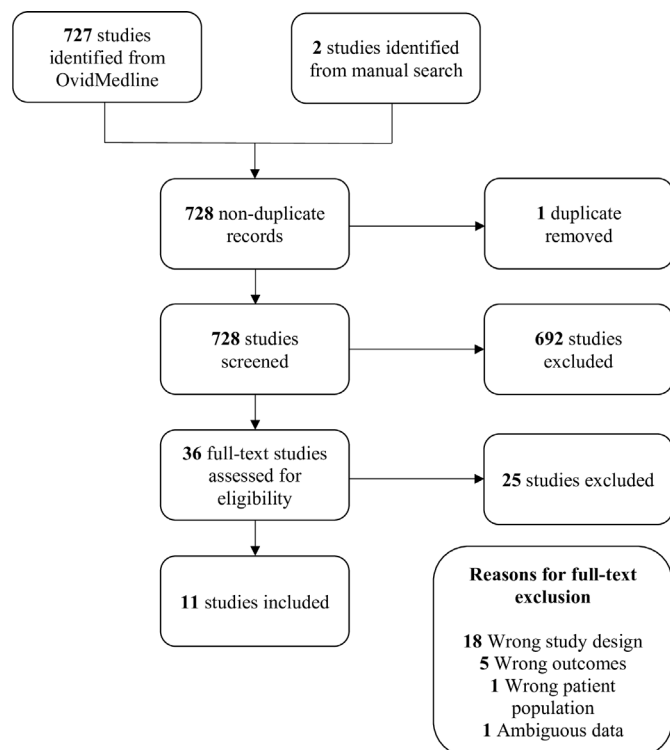 727 studies
identified from
OvidMedline
2 studies identified
from manual search
728 non-duplicate
records
1 duplicate
removed
728 studies
screened
692 studies
excluded
36 full-text studies
assessed for
eligibility
25 studies excluded
11 studies included
Reasons for full-text
exclusion
18 Wrong study design
5 Wrong outcomes
1 Wrong patient
population
1 Ambiguous data